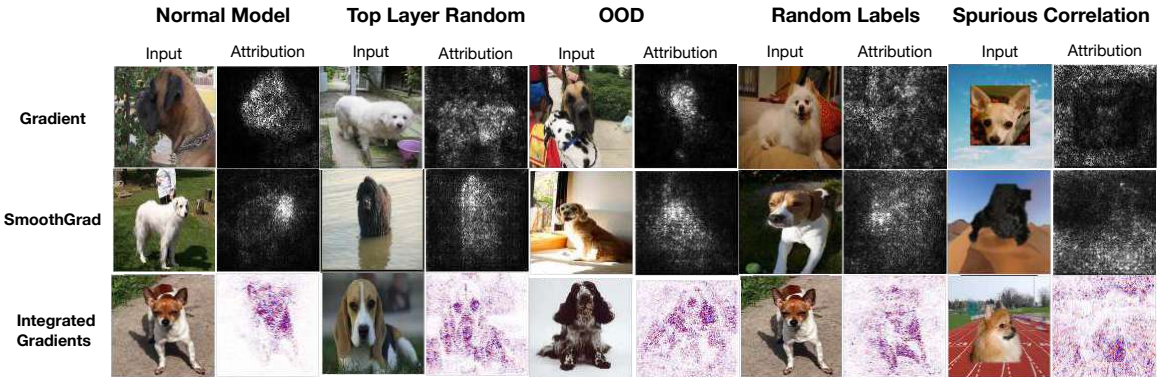 Normal Model Top Layer Random OOD Random Labels Spurious Correlation
Input Attribution Input Attribution Input Attribution Input Attribution Input Attribution
Gradient
SmoothGrad
Integrated
Gradients